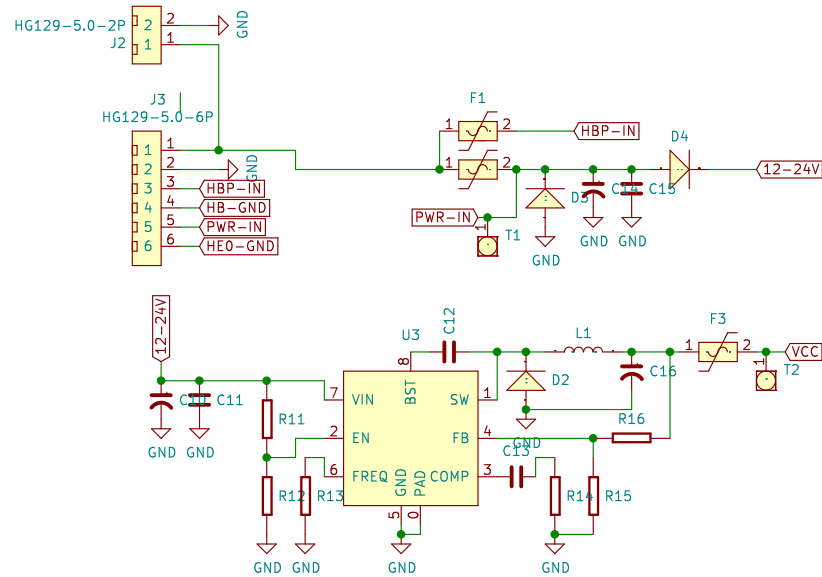 HG129-5.0-2P
2
GND
J2
1
J3
HG129-5.0-6P
1
2
GND
3
HBP-IN
4
HB-GND
5
PWR-IN
6
HE0-GND
F1
1
2
HBP-IN
1
2
D4
12-24V
D3
C14
C15
PWR-IN
1
T1
GND
GND
GND
12-24V
C10
C11
GND
GND
R11
R12
R13
GND
GND
U3
8
BST
7
VIN
2
EN
6
FREQ
GND
PAD
5
0
GND
SW
1
FB
4
COMP
3
C12
D2
GND
L1
C16
F3
1
2
VCC
1
T2
R16
C13
R14
R15
GND